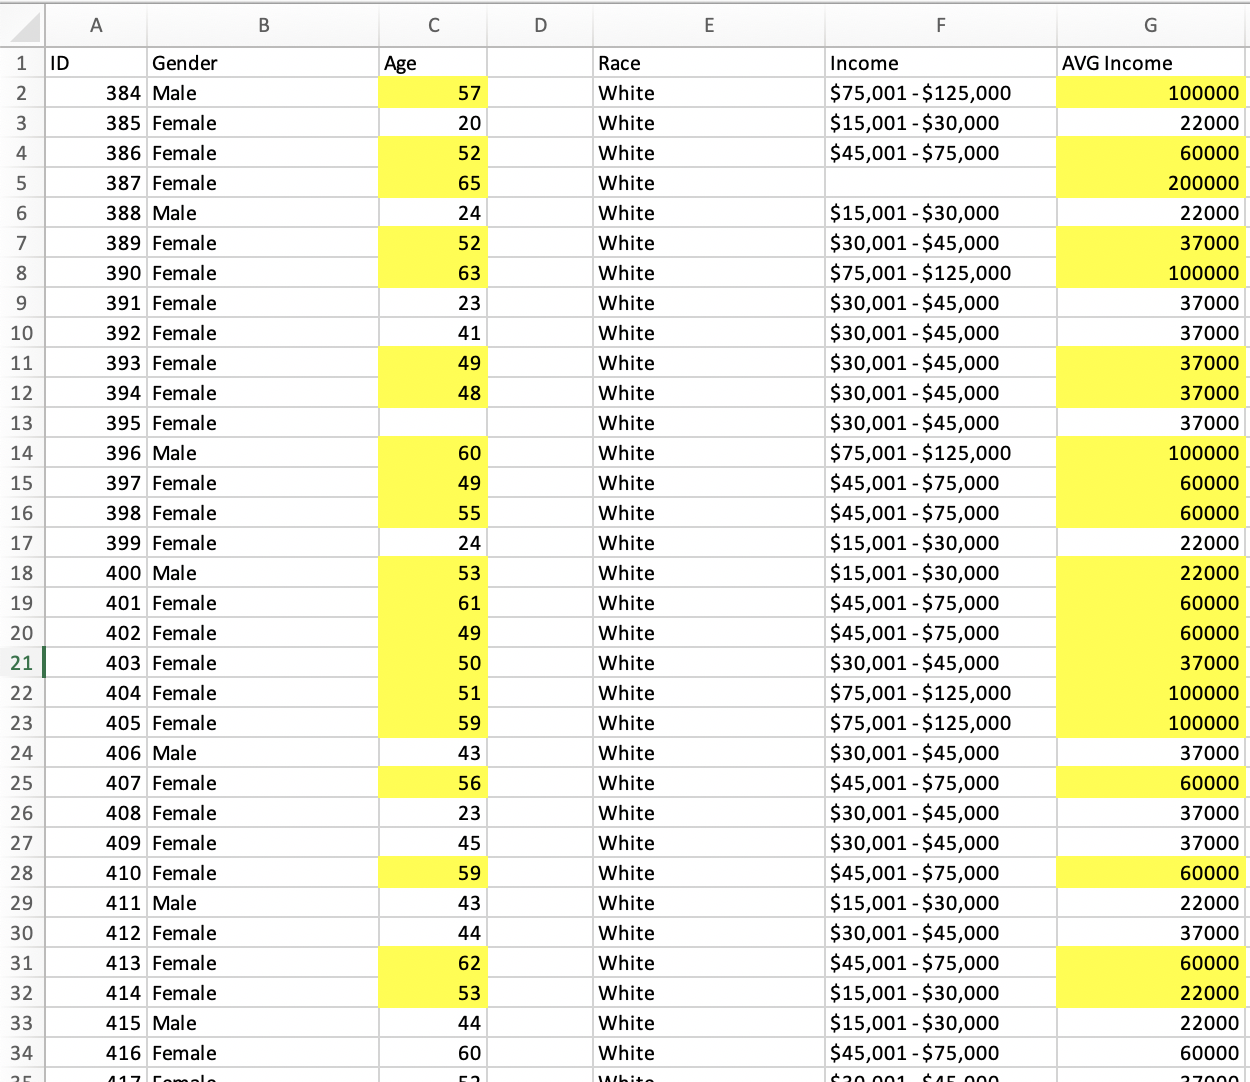 A B C D E F G
1 ID Gender Age Race Income AVG Income
2 384 Male 57 White $75,001 - $125,000 100000
3 385 Female 20 White $15,001 - $30,000 22000
4 386 Female 52 White $45,001 - $75,000 60000
5 387 Female 65 White 200000
6 388 Male 24 White $15,001 - $30,000 22000
7 389 Female 52 White $30,001 - $45,000 37000
8 390 Female 63 White $75,001 - $125,000 100000
9 391 Female 23 White $30,001 - $45,000 37000
10 392 Female 41 White $30,001 - $45,000 37000
11 393 Female 49 White $30,001 - $45,000 37000
12 394 Female 48 White $30,001 - $45,000 37000
13 395 Female White $30,001 - $45,000 37000
14 396 Male 60 White $75,001 - $125,000 100000
15 397 Female 49 White $45,001 - $75,000 60000
16 398 Female 55 White $45,001 - $75,000 60000
17 399 Female 24 White $15,001 - $30,000 22000
18 400 Male 53 White $15,001 - $30,000 22000
19 401 Female 61 White $45,001 - $75,000 60000
20 402 Female 49 White $45,001 - $75,000 60000
21 403 Female 50 White $30,001 - $45,000 37000
22 404 Female 51 White $75,001 - $125,000 100000
23 405 Female 59 White $75,001 - $125,000 100000
24 406 Male 43 White $30,001 - $45,000 37000
25 407 Female 56 White $45,001 - $75,000 60000
26 408 Female 23 White $30,001 - $45,000 37000
27 409 Female 45 White $30,001 - $45,000 37000
28 410 Female 59 White $45,001 - $75,000 60000
29 411 Male 43 White $15,001 - $30,000 22000
30 412 Female 44 White $30,001 - $45,000 37000
31 413 Female 62 White $45,001 - $75,000 60000
32 414 Female 53 White $15,001 - $30,000 22000
33 415 Male 44 White $15,001 - $30,000 22000
34 416 Female 60 White $45,001 - $75,000 60000